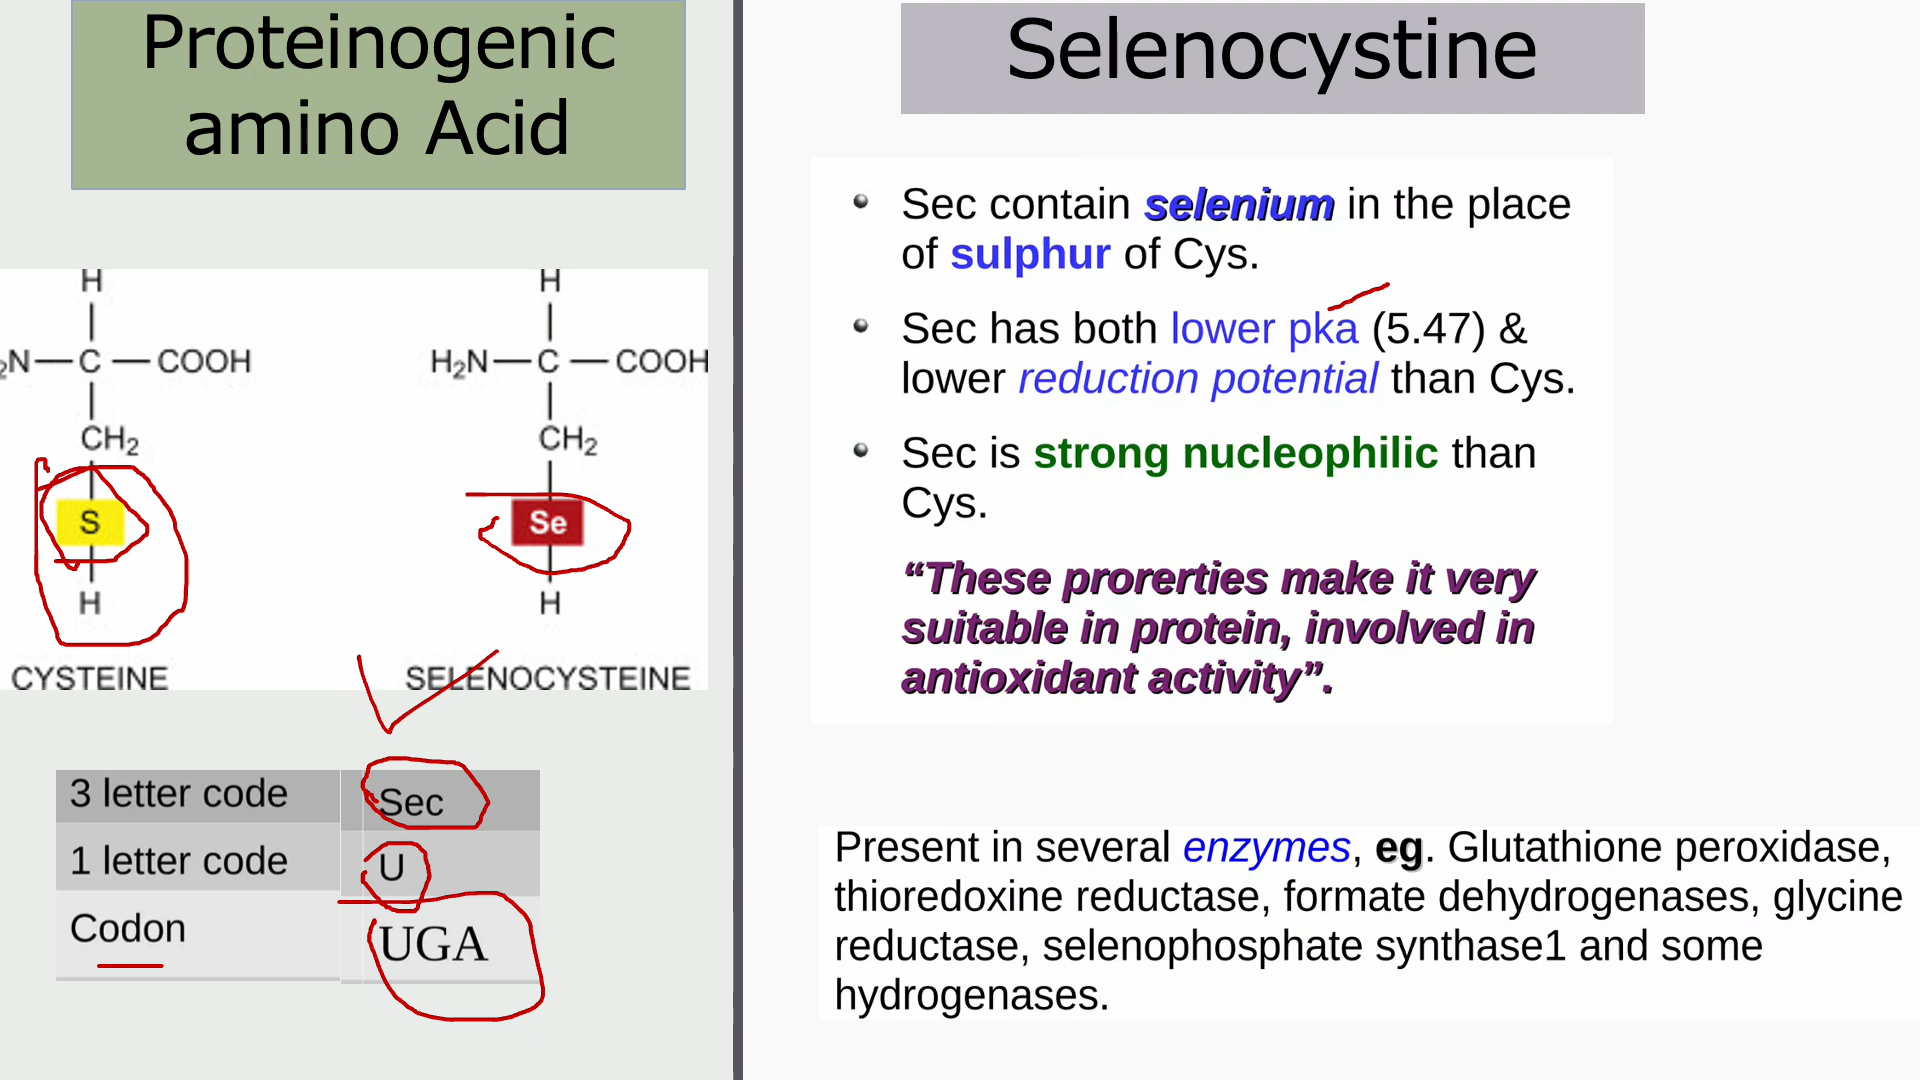 Proteinogenic
amino Acid
H H
₂N—C—COOH H₂N—C—COOH
CH₂ CH₂
S Se
H H
CYSTEINE SELENOCYSTEINE
3 letter code Sec
1 letter code U
Codon UGA
Selenocystine
• Sec contain selenium in the place
of sulphur of Cys.
• Sec has both lower pka (5.47) &
lower reduction potential than Cys.
• Sec is strong nucleophilic than
Cys.
“These prorerties make it very
suitable in protein, involved in
antioxidant activity”.
Present in several enzymes, eg. Glutathione peroxidase,
thioredoxine reductase, formate dehydrogenases, glycine
reductase, selenophosphate synthase1 and some
hydrogenases.